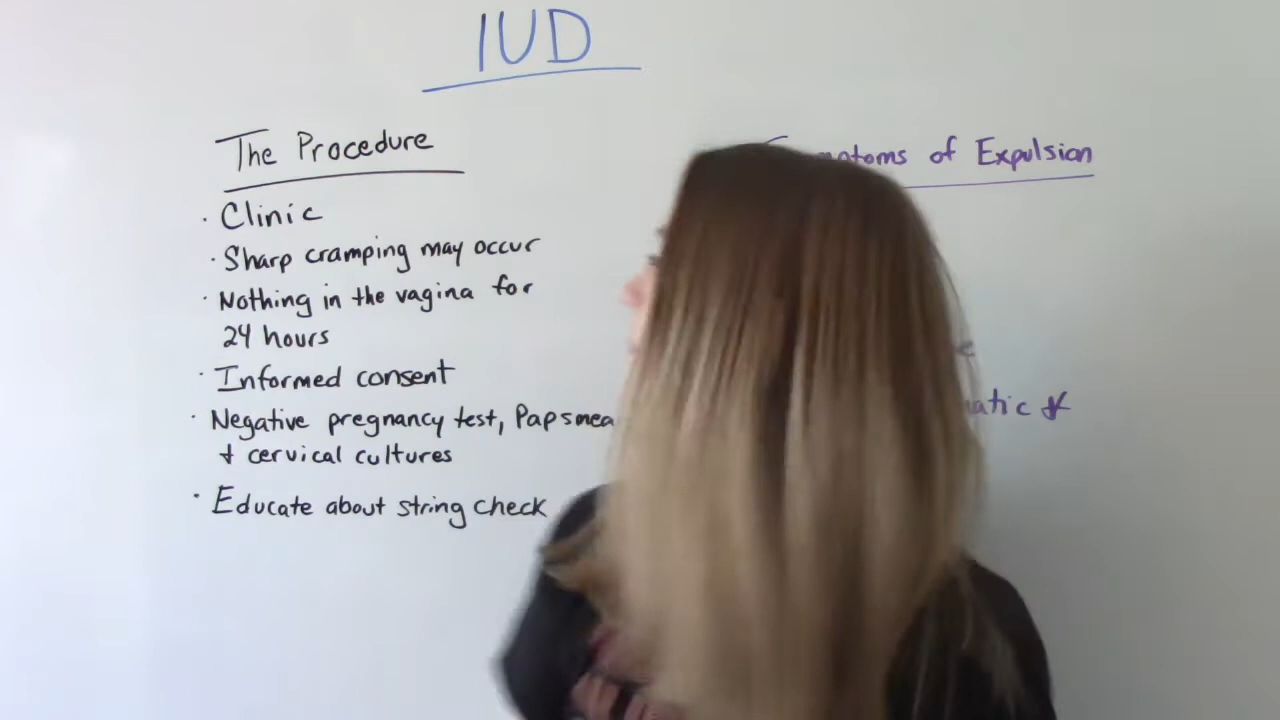 IUD
The Procedure
· Clinic
· Sharp cramping may occur
· Nothing in the vagina for
24 hours
· Informed consent
· Negative pregnancy test,
+ cervical cultures
· Educate about string check
of Expulsion